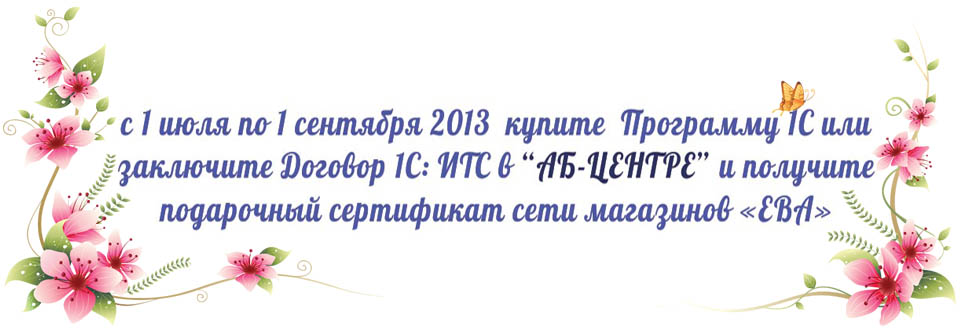 с 1 июля по 1 сентября 2013 купите Программу 1С или
заключите Договор 1С: ИТС в “АБ-ЦЕНТРЕ” и получите
подарочный сертификат сети магазинов «ЕВА»